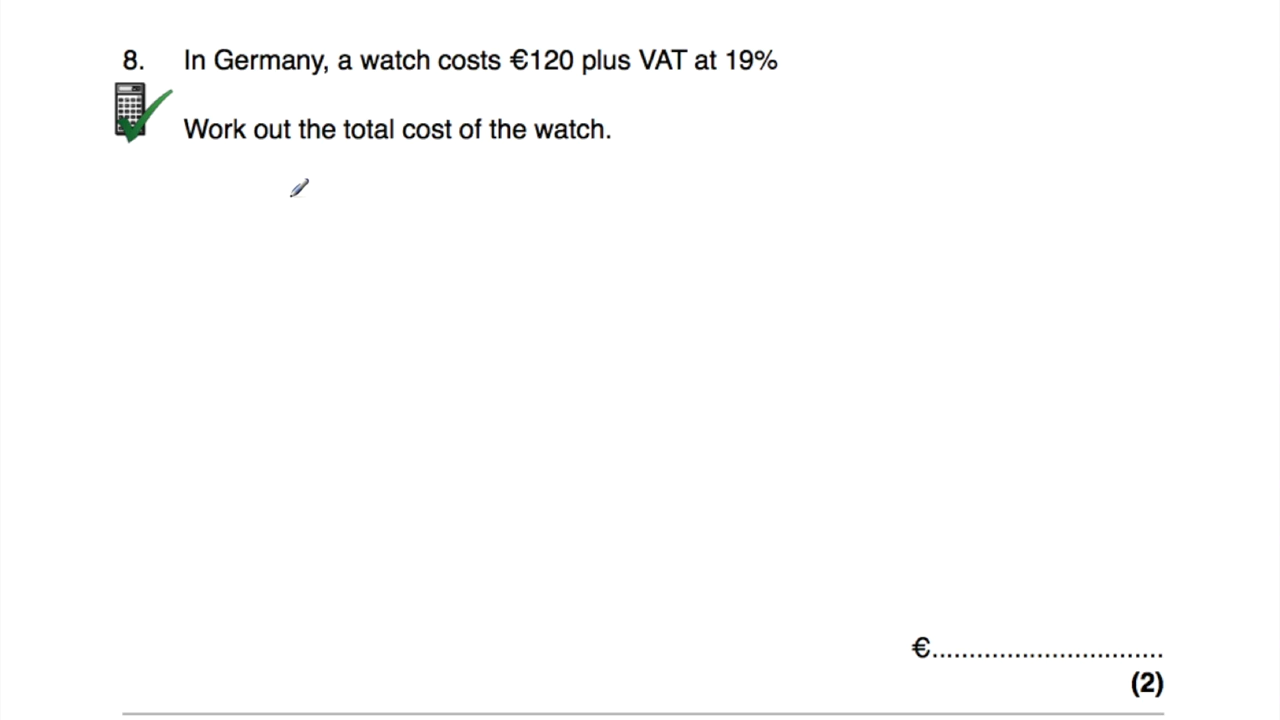 8. In Germany, a watch costs €120 plus VAT at 19%
Work out the total cost of the watch.
€...............................
(2)